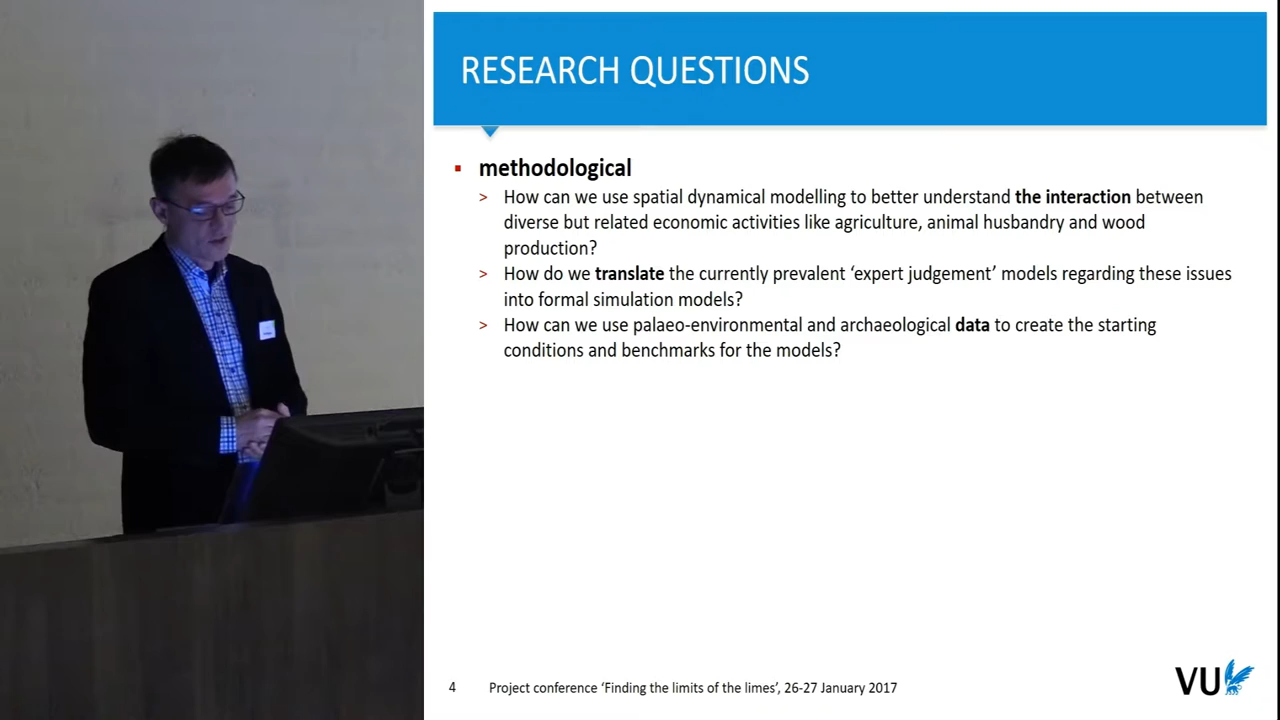 RESEARCH QUESTIONS
▪ methodological
> How can we use spatial dynamical modelling to better understand the interaction between
diverse but related economic activities like agriculture, animal husbandry and wood
production?
> How do we translate the currently prevalent ‘expert judgement’ models regarding these issues
into formal simulation models?
> How can we use palaeo-environmental and archaeological data to create the starting
conditions and benchmarks for the models?
4 Project conference ‘Finding the limits of the limes’, 26-27 January 2017
VU